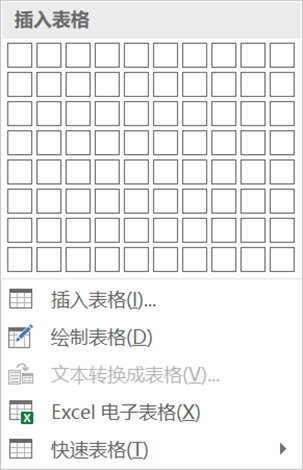 插入表格
插入表格(I)...
绘制表格(D)
文本转换成表格(V)...
Excel 电子表格(X)
快速表格(T)